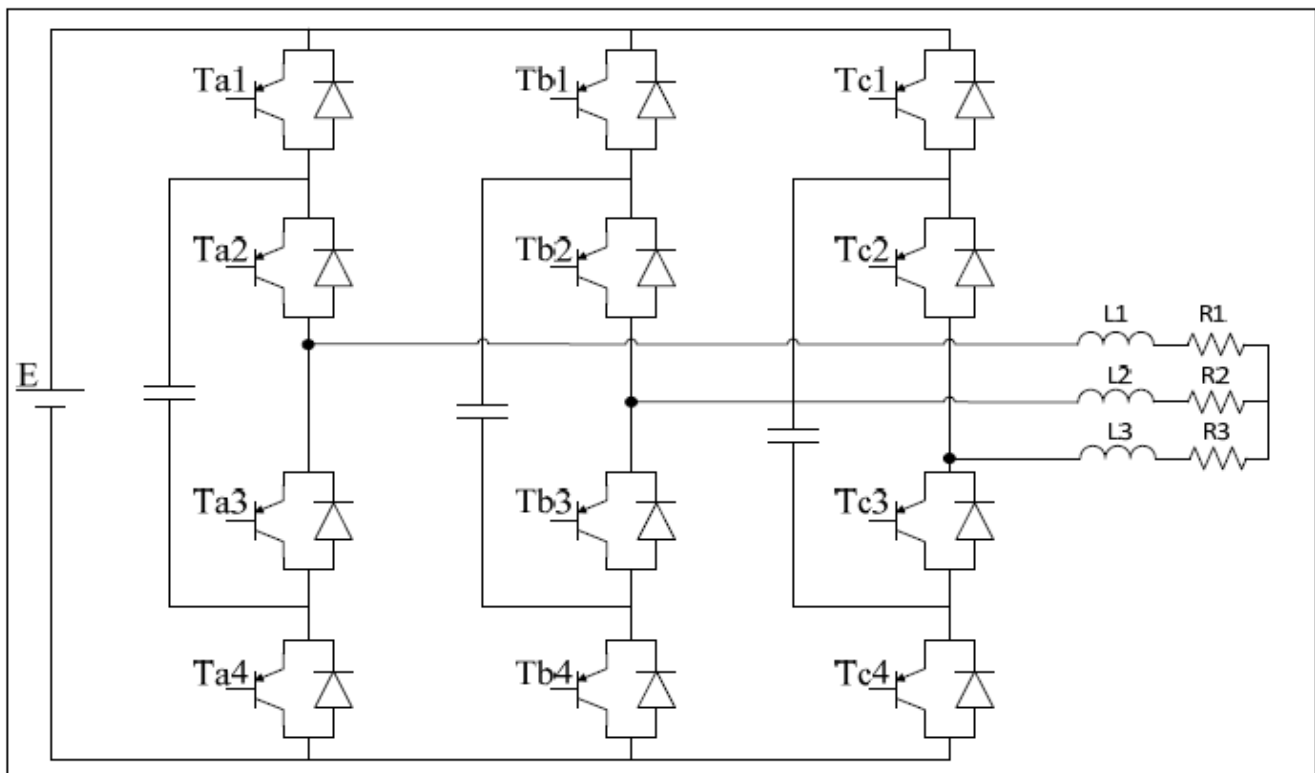 Ta1 Tb1 Tc1
Ta2 Tb2 Tc2
L1 R1
E L2 R2
L3 R3
Ta3 Tb3 Tc3
Ta4 Tb4 Tc4